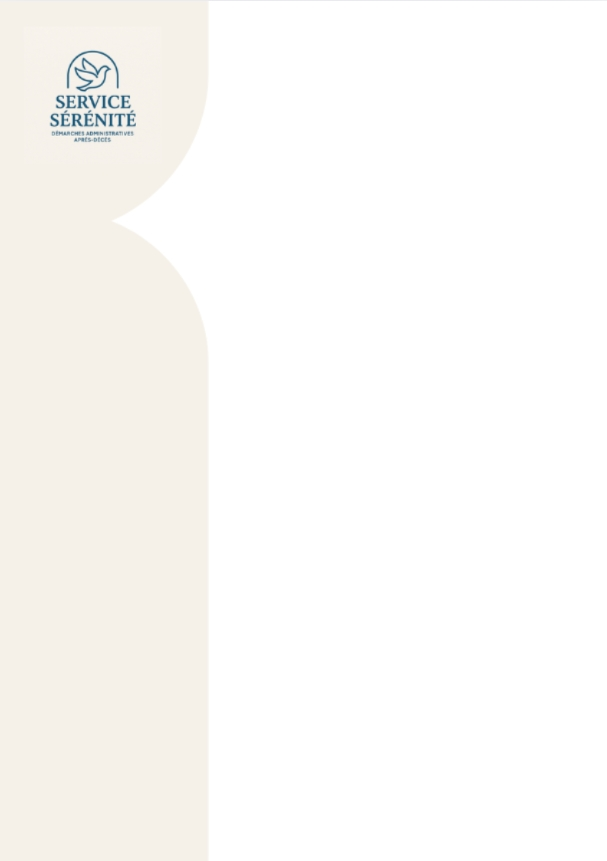 SERVICE
SÉRÉNITÉ
DÉMARCHES ADMINISTRATIVES
APRÈS-DÉCÈS